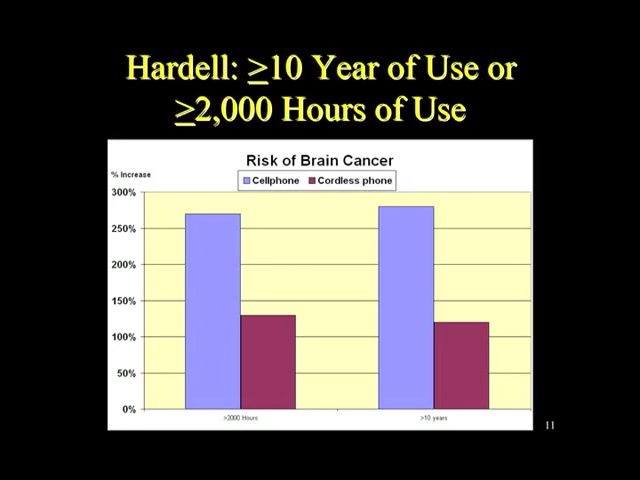 Hardell: ≥10 Year of Use or
≥2,000 Hours of Use
Risk of Brain Cancer
% Increase
Cellphone Cordless phone
300%
250%
200%
150%
100%
50%
0%
>2000 Hours >10 years
11